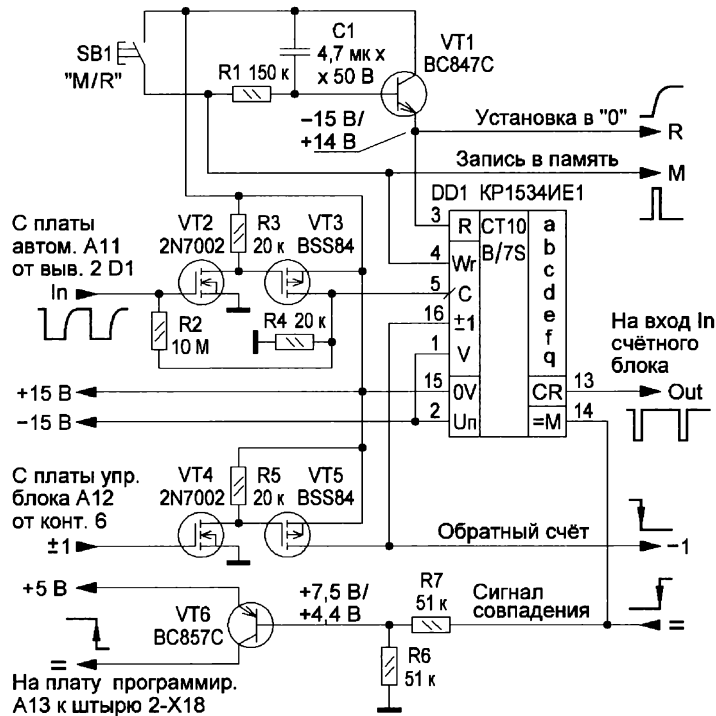 C1
4,7 мк х
х 50 В
VT1
BC847C
SB1
"M/R"
R1 150 к
−15 В/
+14 В
Установка в "0"
R
Запись в память
M
DD1 КР1534ИЕ1
С платы
автом. А11
от выв. 2 D1
In
VT2
2N7002
R3
20 к
VT3
BSS84
R2
10 М
R4 20 к
3
4
5
16
1
15
2
R
Wr
C
±1
V
0V
Uп
CT10
B/7S
a
b
c
d
e
f
q
CR
=M
13
14
На вход In
счётного
блока
Out
+15 В
−15 В
С платы упр.
блока А12
от конт. 6
±1
VT4
2N7002
R5
20 к
VT5
BSS84
Обратный счёт
−1
+5 В
VT6
BC857C
+7,5 В/
+4,4 В
R7
51 к
Сигнал
совпадения
=
R6
51 к
=
На плату программир.
А13 к штырю 2-Х18